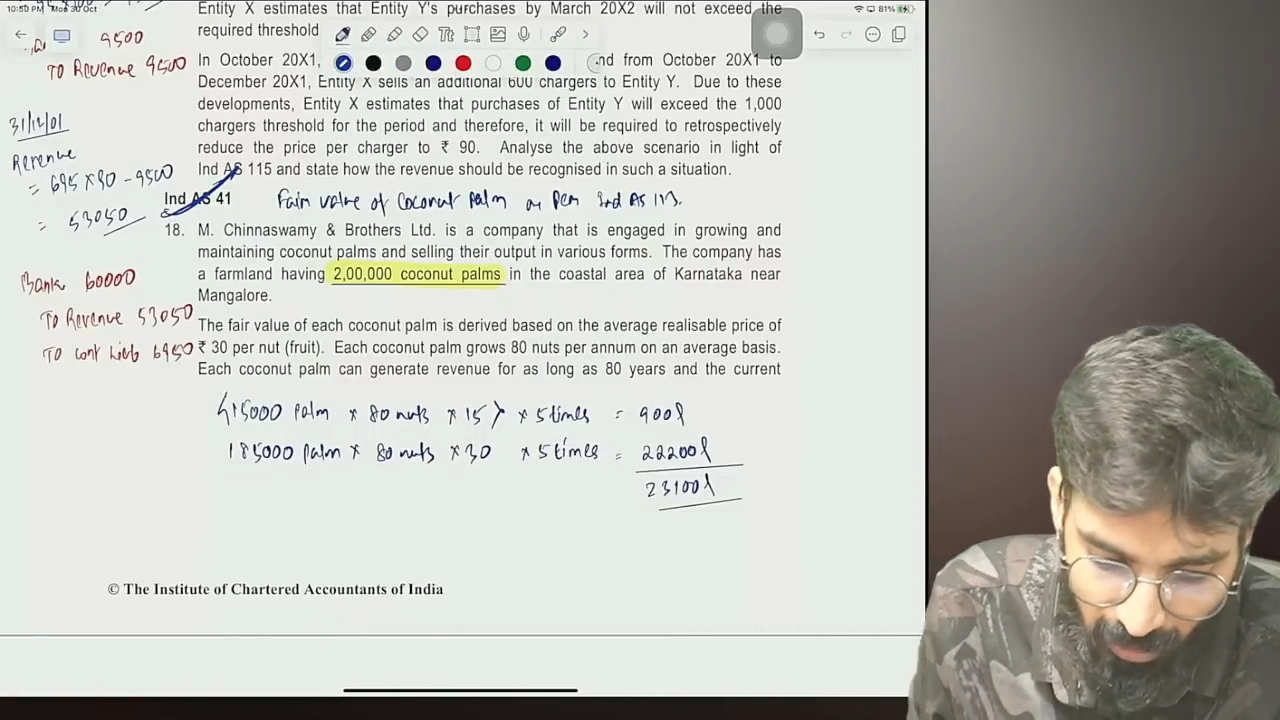 10:50 PM Mon 30 Oct
81%
Entity X estimates that Entity Y's purchases by March 20X2 will not exceed the
required threshold
9500
To Revenue 9500
In October 20X1, nd from October 20X1 to
December 20X1, Entity X sells an additional 600 chargers to Entity Y. Due to these
developments, Entity X estimates that purchases of Entity Y will exceed the 1,000
chargers threshold for the period and therefore, it will be required to retrospectively
reduce the price per charger to ₹ 90. Analyse the above scenario in light of
Ind AS 115 and state how the revenue should be recognised in such a situation.
31/12/01
Revenue
= 695 × 90 - 9500
= 53050
Ind AS 41
Fair value of Coconut Palm as per Ind AS 113.
18. M. Chinnaswamy & Brothers Ltd. is a company that is engaged in growing and
maintaining coconut palms and selling their output in various forms. The company has
a farmland having 2,00,000 coconut palms in the coastal area of Karnataka near
Mangalore.
Bank 60000
To Revenue 53050
To cont Liab 6950
The fair value of each coconut palm is derived based on the average realisable price of
₹ 30 per nut (fruit). Each coconut palm grows 80 nuts per annum on an average basis.
Each coconut palm can generate revenue for as long as 80 years and the current
{15000 Palm × 80 nuts × 15} × 5 times = 900l
185000 Palm × 80 nuts × 30 × 5 times = 22200l
23100l
© The Institute of Chartered Accountants of India